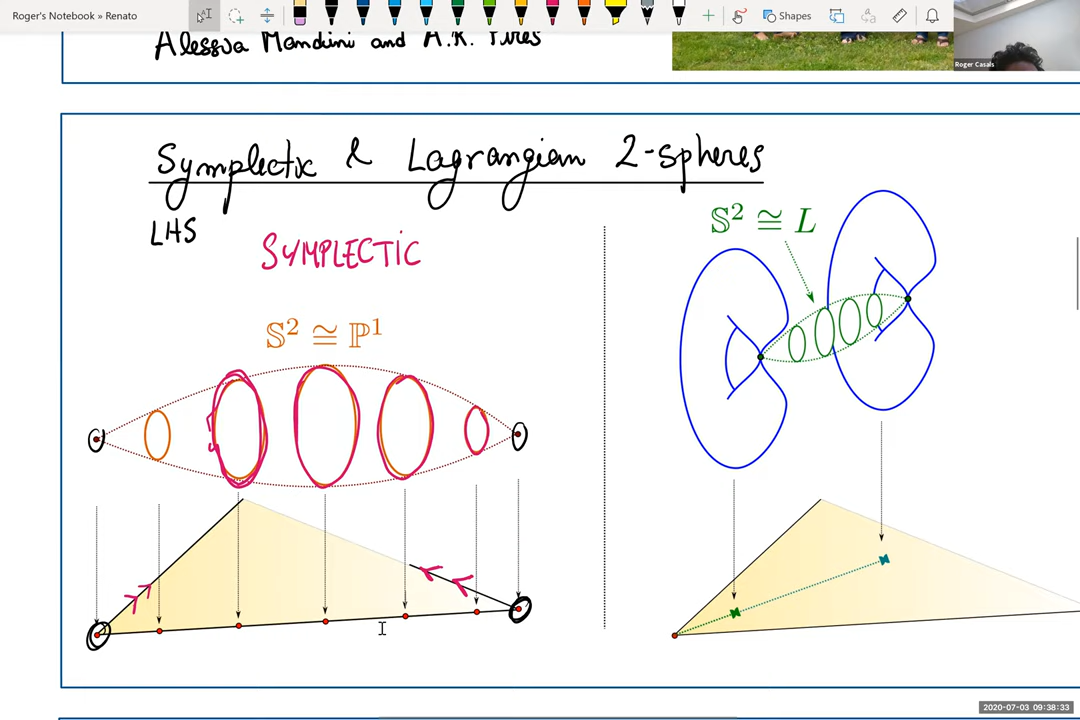 Roger's Notebook » Renato
Shapes
Alessia Mandini and A.R. Pires
Roger Casals
Symplectic & Lagrangian 2-spheres
LHS
SYMPLECTIC
𝕊² ≅ L
𝕊² ≅ ℙ¹
2020-07-03 09:38:33